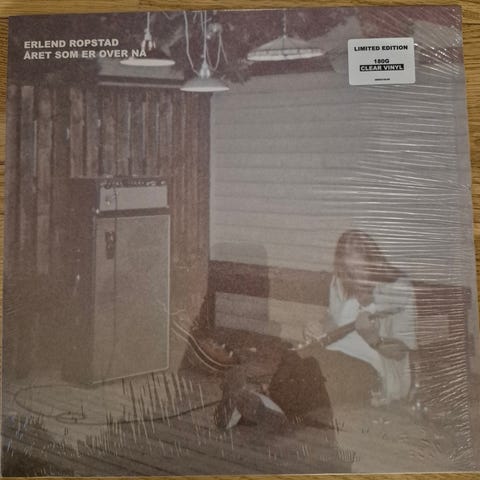 ERLEND ROPSTAD
ÅRET SOM ER OVER NÅ
LIMITED EDITION
180G
CLEAR VINYL